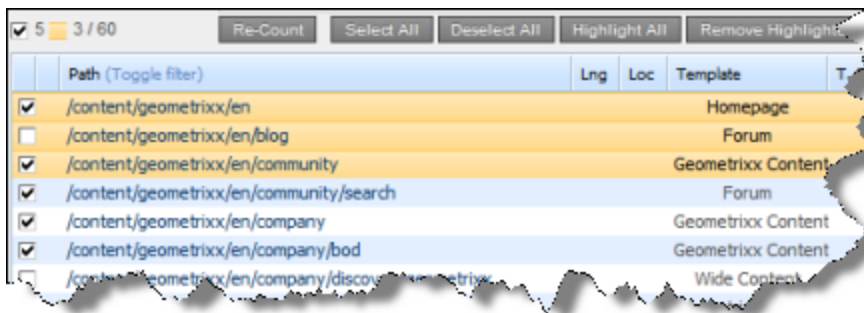 5 3 / 60 Re-Count Select All Deselect All Highlight All Remove Highlight
Path (Toggle filter) Lng Loc Template T
/content/geometrixx/en Homepage
/content/geometrixx/en/blog Forum
/content/geometrixx/en/community Geometrixx Content
/content/geometrixx/en/community/search Forum
/content/geometrixx/en/company Geometrixx Content
/content/geometrixx/en/company/bod Geometrixx Content
Wide Content